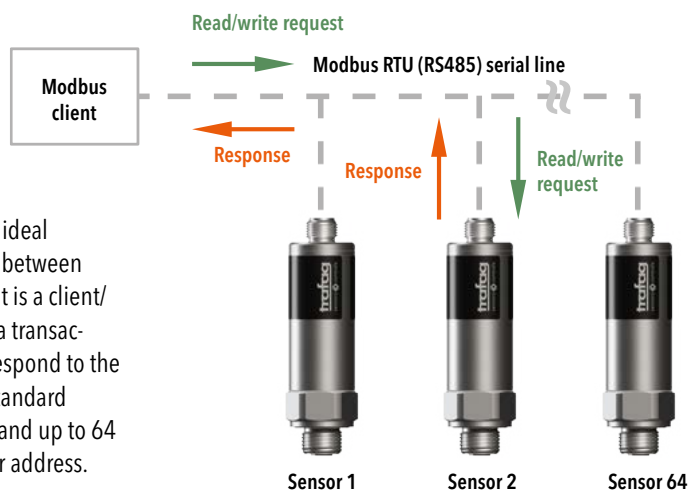 Read/write request
Modbus RTU (RS485) serial line
Modbus
client
Response
Response
Read/write
request
ideal
between
t is a client/
a transac-
espond to the
tandard
and up to 64
r address.
trafag
trafag
trafag
Sensor 1
Sensor 2
Sensor 64